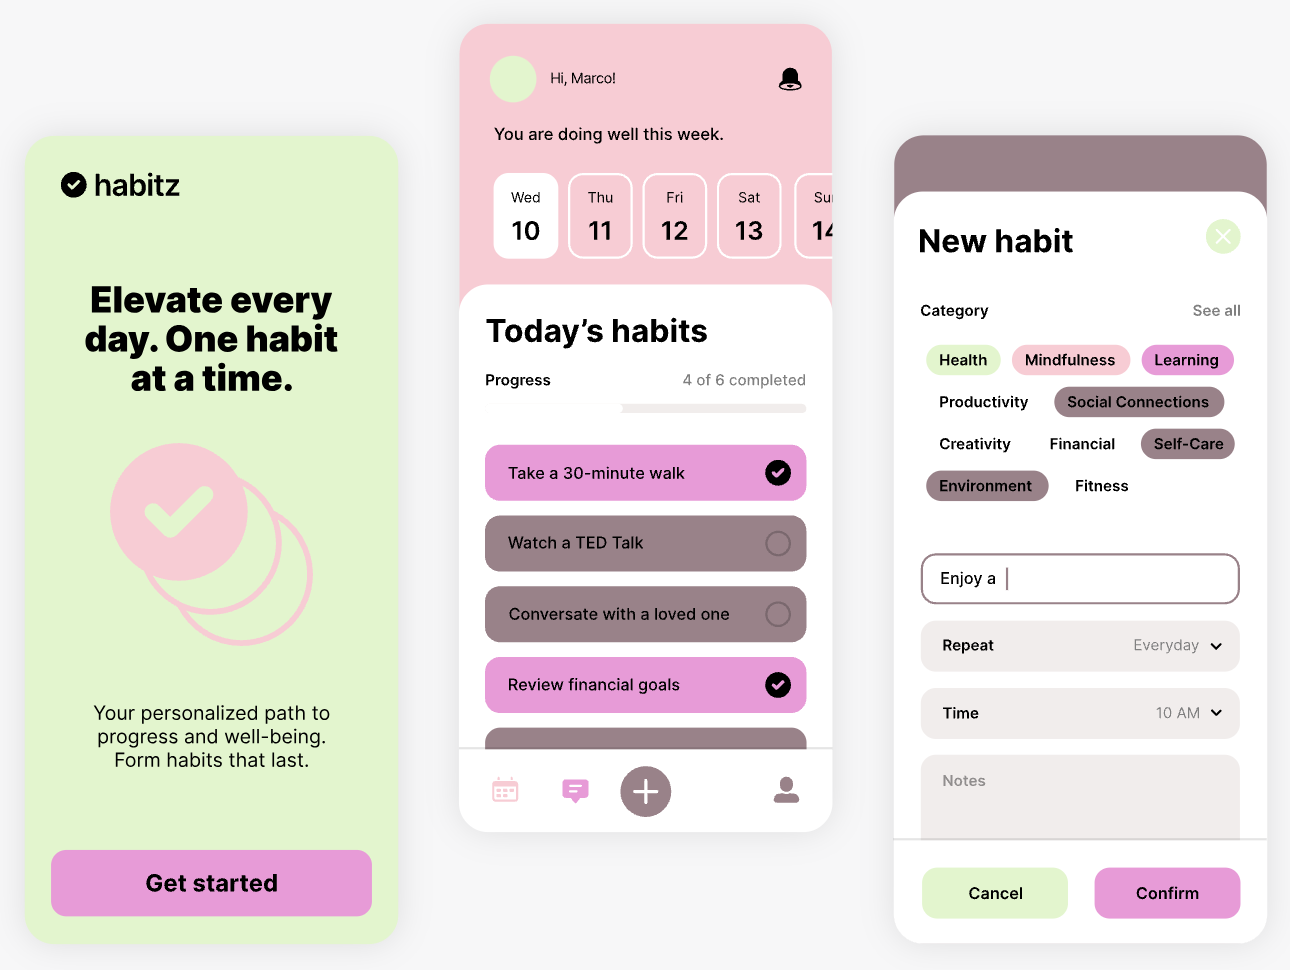 habitz
Elevate every
day. One habit
at a time.
Your personalized path to
progress and well-being.
Form habits that last.
Get started
Hi, Marco!
You are doing well this week.
Wed Thu Fri Sat Sun
10 11 12 13 14
Today’s habits
Progress 4 of 6 completed
Take a 30-minute walk
Watch a TED Talk
Conversate with a loved one
Review financial goals
New habit
Category See all
Health Mindfulness Learning
Productivity Social Connections
Creativity Financial Self-Care
Environment Fitness
Enjoy a
Repeat Everyday
Time 10 AM
Notes
Cancel Confirm